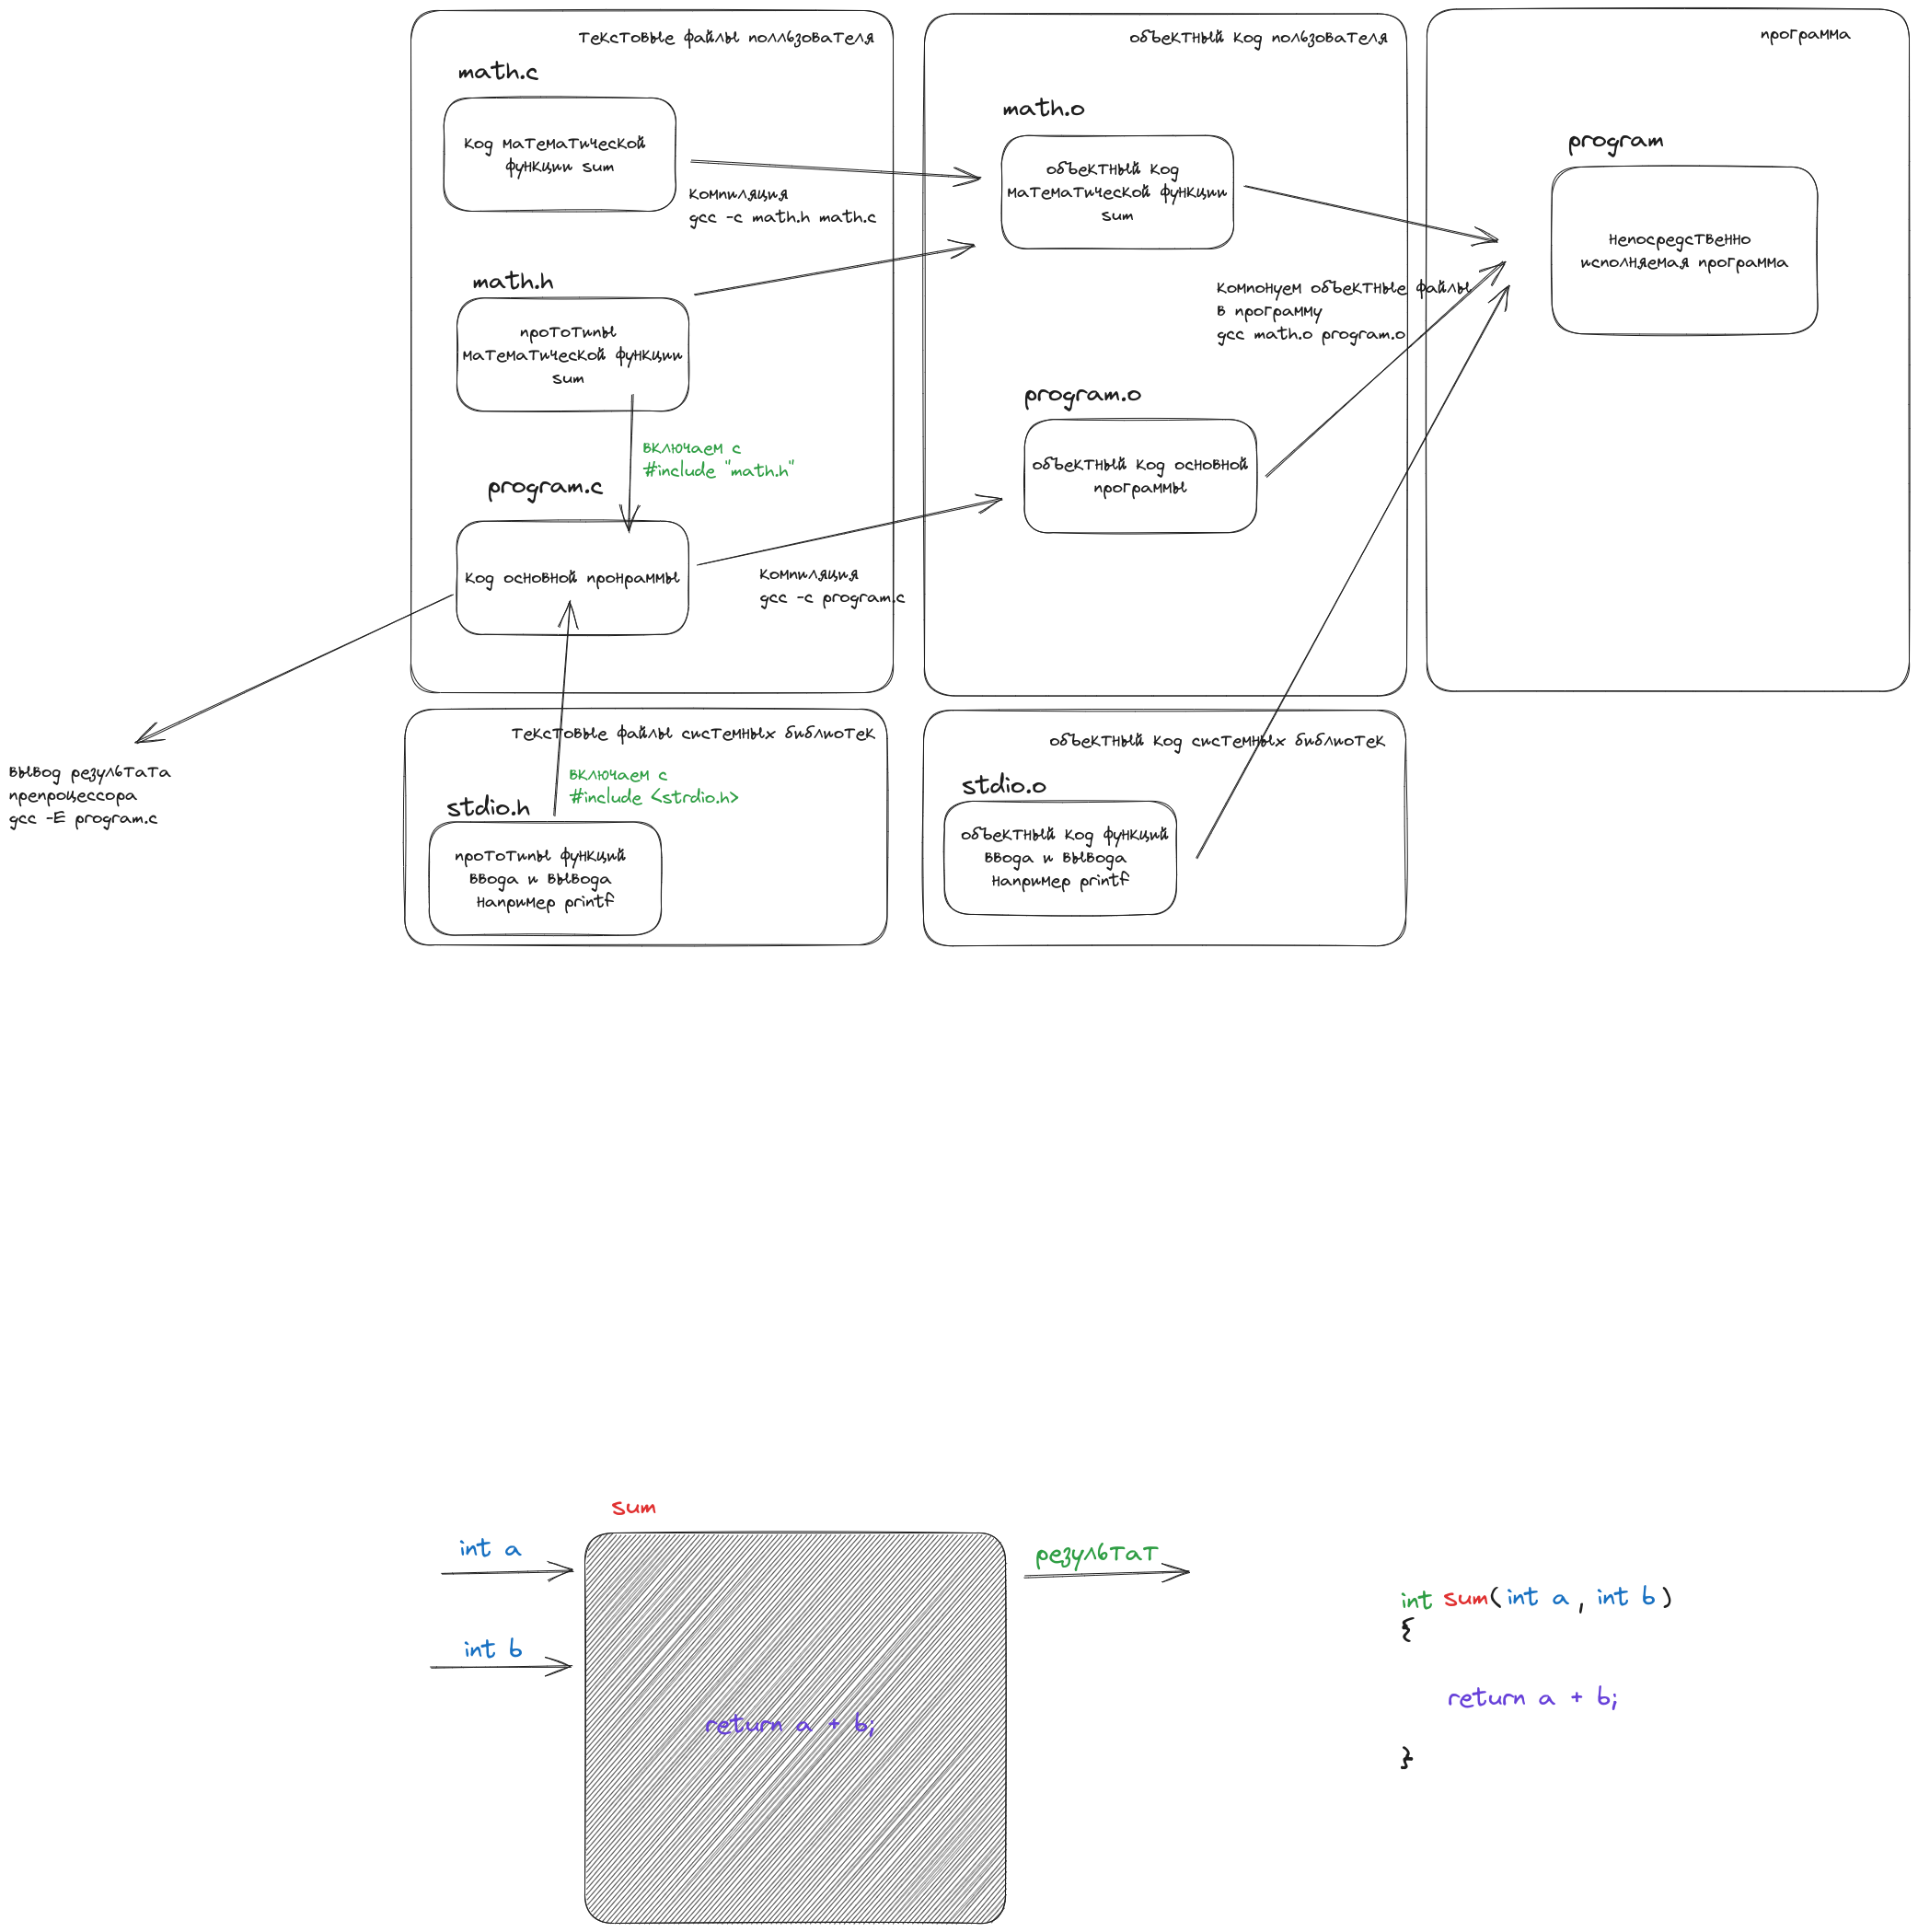 текстовые файлы пollльзователя
math.c
код математической
функции sum
компиляция
gcc -c math.h math.c
math.h
прототипы
математической функции
sum
включаем с
#include "math.h"
program.c
код основной пронраммы
компиляция
gcc -c program.c
объектный код пользователя
math.o
объектный код
математической функции
sum
компонуем объектные файлы
в программу
gcc math.o program.o
program.o
объектный код основной
программы
программа
program
непосредственно
исполняемая программа
вывод результата
препроцессора
gcc -E program.c
текстовые файлы системных библиотек
включаем с
#include <strdio.h>
stdio.h
прототипы функций
ввода и вывода
например printf
объектный код системных библиотек
stdio.o
объектный код функций
ввода и вывода
например printf
sum
int a
int b
return a + b;
результат
int sum(int a, int b)
{
return a + b;
}